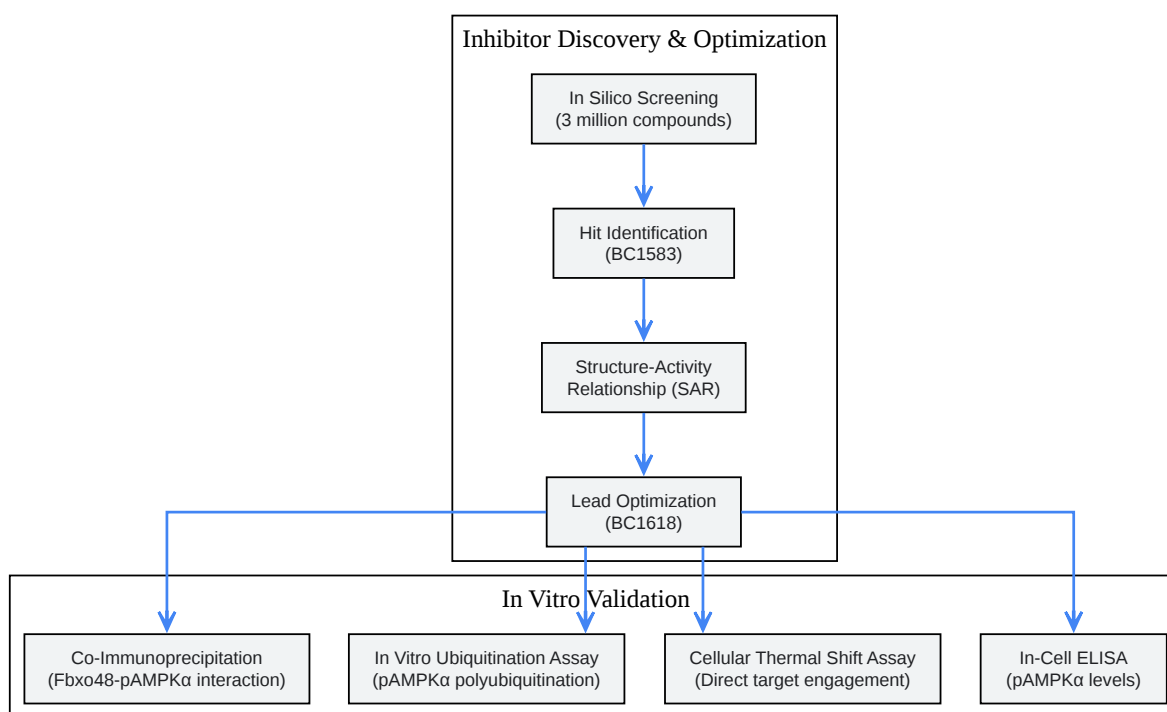 Inhibitor Discovery & Optimization
In Silico Screening
(3 million compounds)
Hit Identification
(BC1583)
Structure-Activity
Relationship (SAR)
Lead Optimization
(BC1618)
In Vitro Validation
Co-Immunoprecipitation
(Fbxo48-pAMPKα interaction)
In Vitro Ubiquitination Assay
(pAMPKα polyubiquitination)
Cellular Thermal Shift Assay
(Direct target engagement)
In-Cell ELISA
(pAMPKα levels)